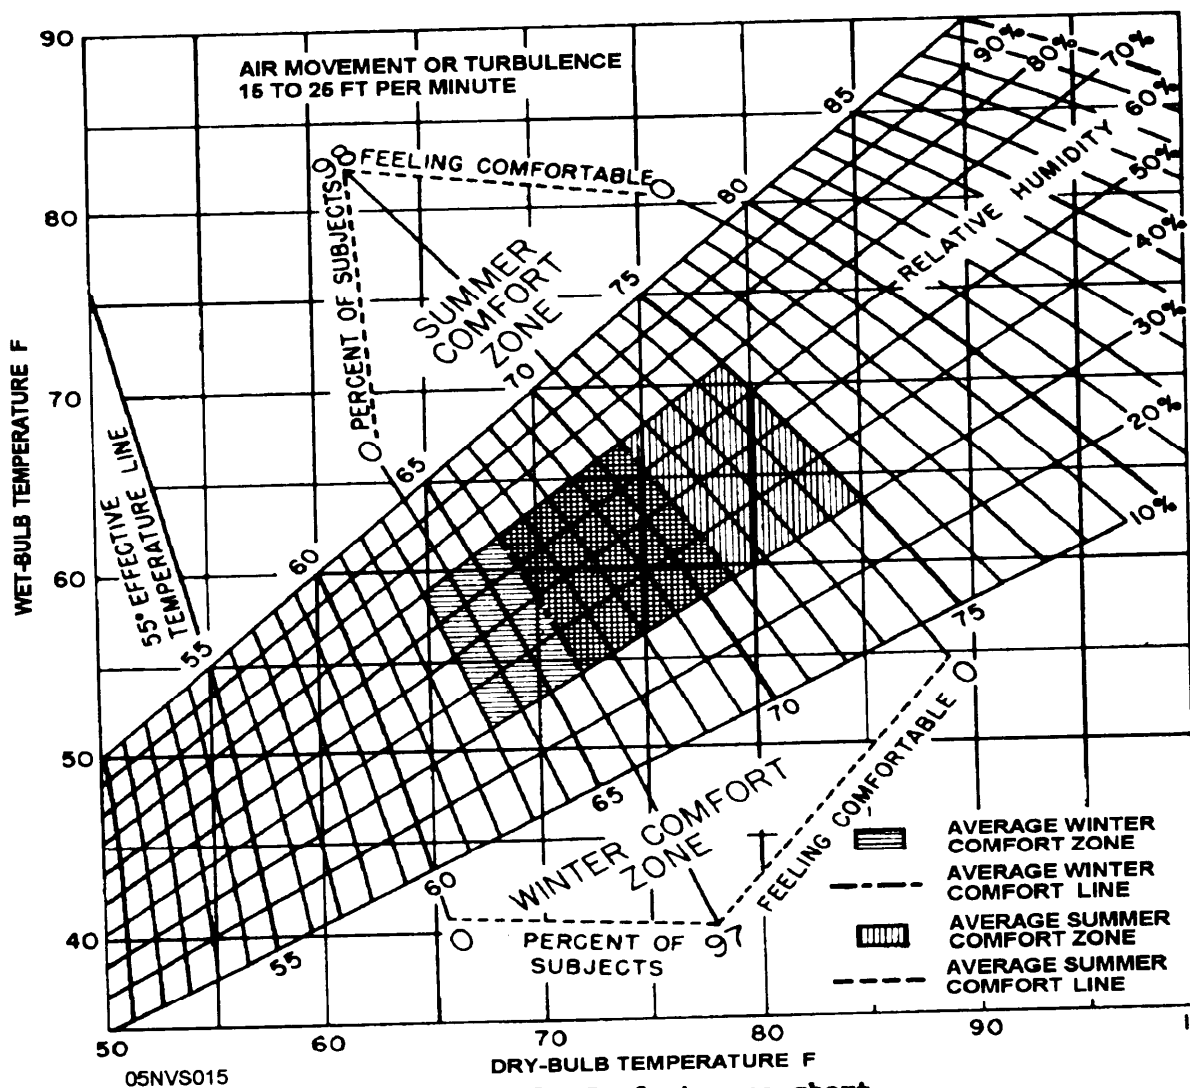 90
80
70
60
50
40
WET-BULB TEMPERATURE F
AIR MOVEMENT OR TURBULENCE
15 TO 25 FT PER MINUTE
98
FEELING COMFORTABLE
0
PERCENT OF SUBJECTS
0
SUMMER
COMFORT
ZONE
55° EFFECTIVE
TEMPERATURE LINE
55
60
65
70
75
80
85
90%
80%
70%
60%
50%
40%
30%
20%
10%
RELATIVE HUMIDITY
75
70
65
60
55
0
FEELING COMFORTABLE
WINTER COMFORT
ZONE
0
PERCENT OF
SUBJECTS
97
AVERAGE WINTER
COMFORT ZONE
AVERAGE WINTER
COMFORT LINE
AVERAGE SUMMER
COMFORT ZONE
AVERAGE SUMMER
COMFORT LINE
50
60
70
80
90
1
DRY-BULB TEMPERATURE F
05NVS015